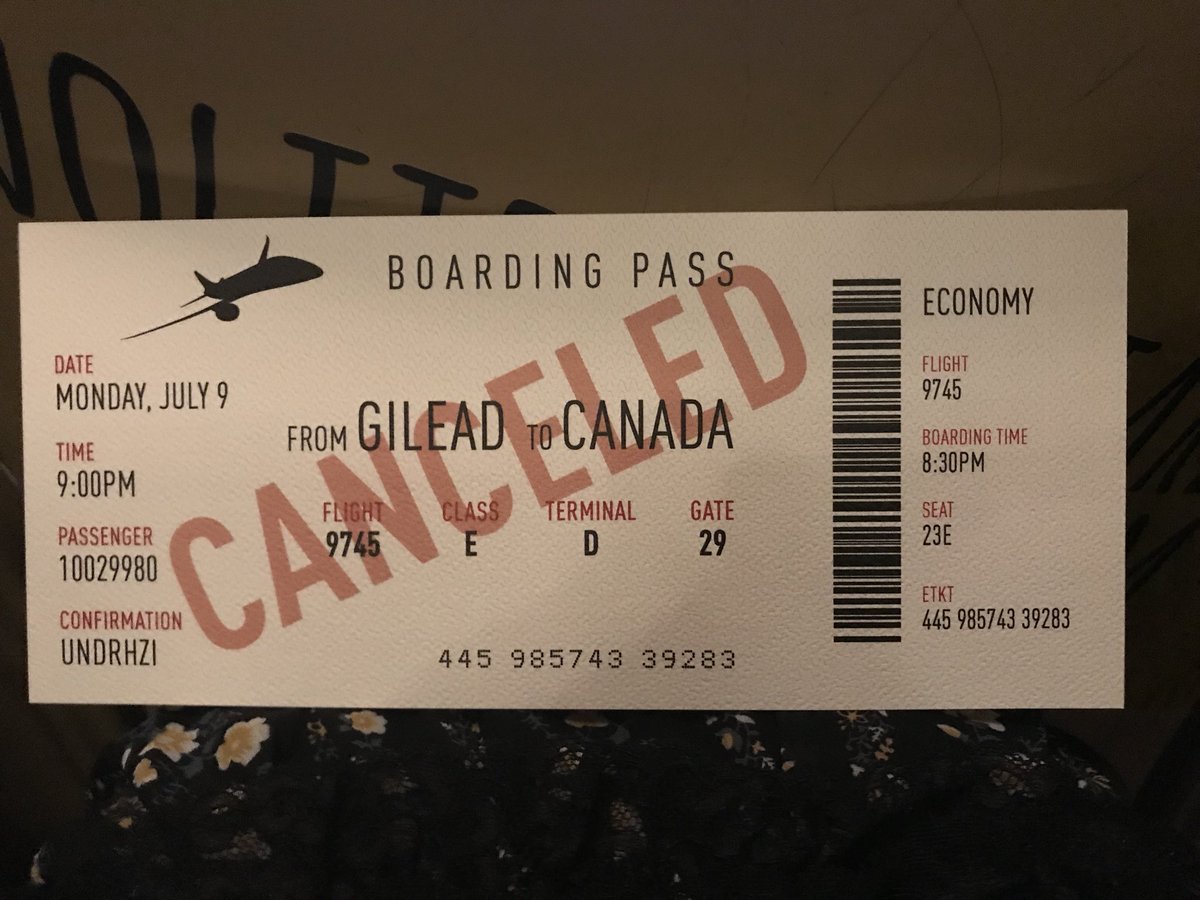 BOARDING PASS
DATE
MONDAY, JULY 9
TIME
9:00PM
PASSENGER
10029980
CONFIRMATION
UNDRHZI
FROM GILEAD TO CANADA
FLIGHT CLASS TERMINAL GATE
9745 E D 29
CANCELED
445 985743 39283
ECONOMY
FLIGHT
9745
BOARDING TIME
8:30PM
SEAT
23E
ETKT
445 985743 39283